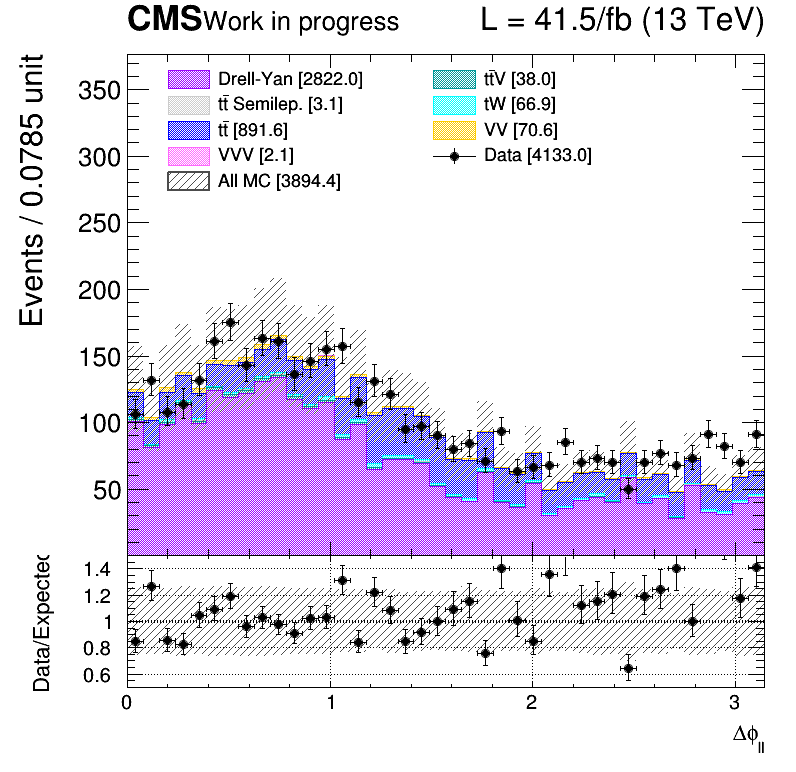 CMS Work in progress L = 41.5/fb (13 TeV)
Events / 0.0785 unit
350
300
250
200
150
100
50
Drell-Yan [2822.0]
tt̄ Semilep. [3.1]
tt̄ [891.6]
VVV [2.1]
All MC [3894.4]
tt̄V [38.0]
tW [66.9]
VV [70.6]
Data [4133.0]
Data/Expected
1.4
1.2
1
0.8
0.6
0 1 2 3
Δϕ_ll